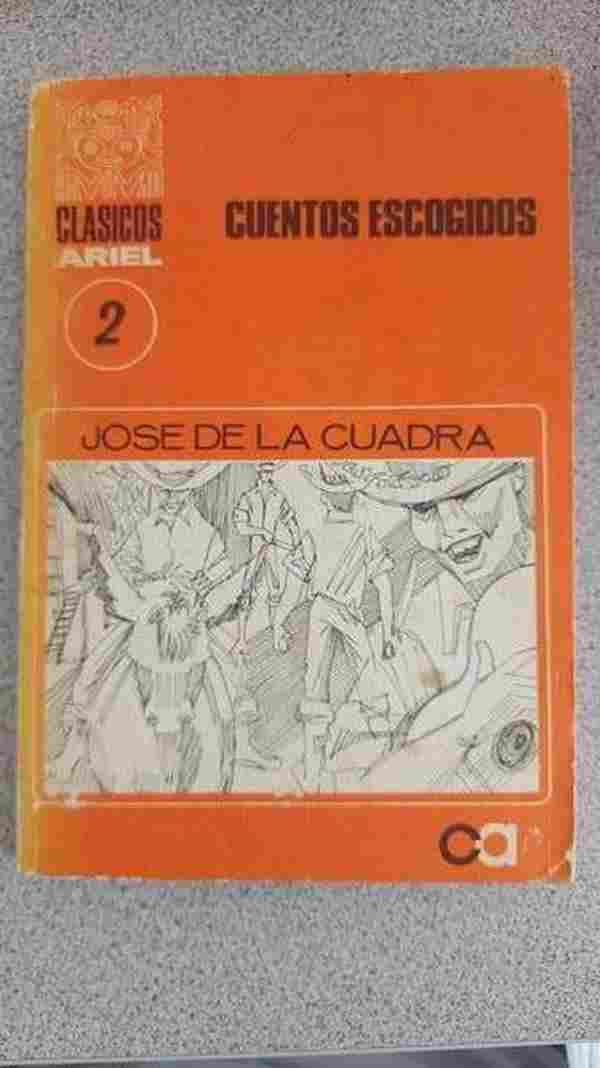 CLASICOS
ARIEL
2
CUENTOS ESCOGIDOS
JOSE DE LA CUADRA
ca